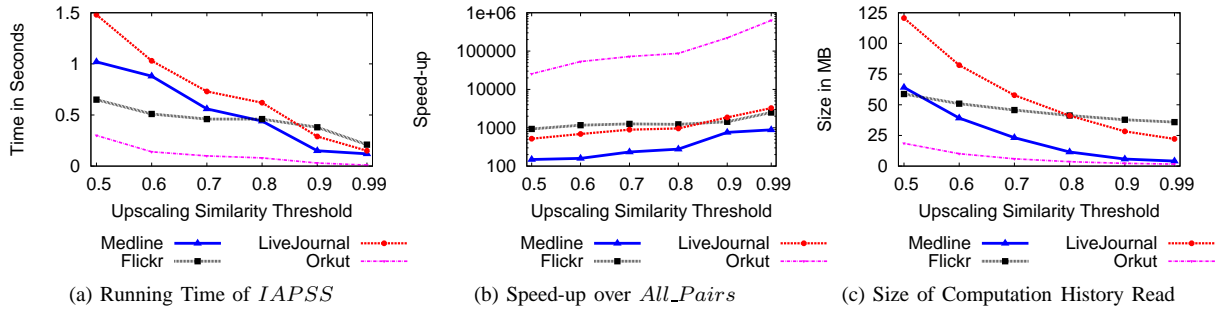 Time in Seconds
1.5
1
0.5
0
0.5 0.6 0.7 0.8 0.9 0.99
Upscaling Similarity Threshold
Medline LiveJournal
Flickr Orkut
(a) Running Time of IAPSS
Speed-up
1e+06
100000
10000
1000
100
0.5 0.6 0.7 0.8 0.9 0.99
Upscaling Similarity Threshold
Medline LiveJournal
Flickr Orkut
(b) Speed-up over All_Pairs
Size in MB
125
100
75
50
25
0
0.5 0.6 0.7 0.8 0.9 0.99
Upscaling Similarity Threshold
Medline LiveJournal
Flickr Orkut
(c) Size of Computation History Read